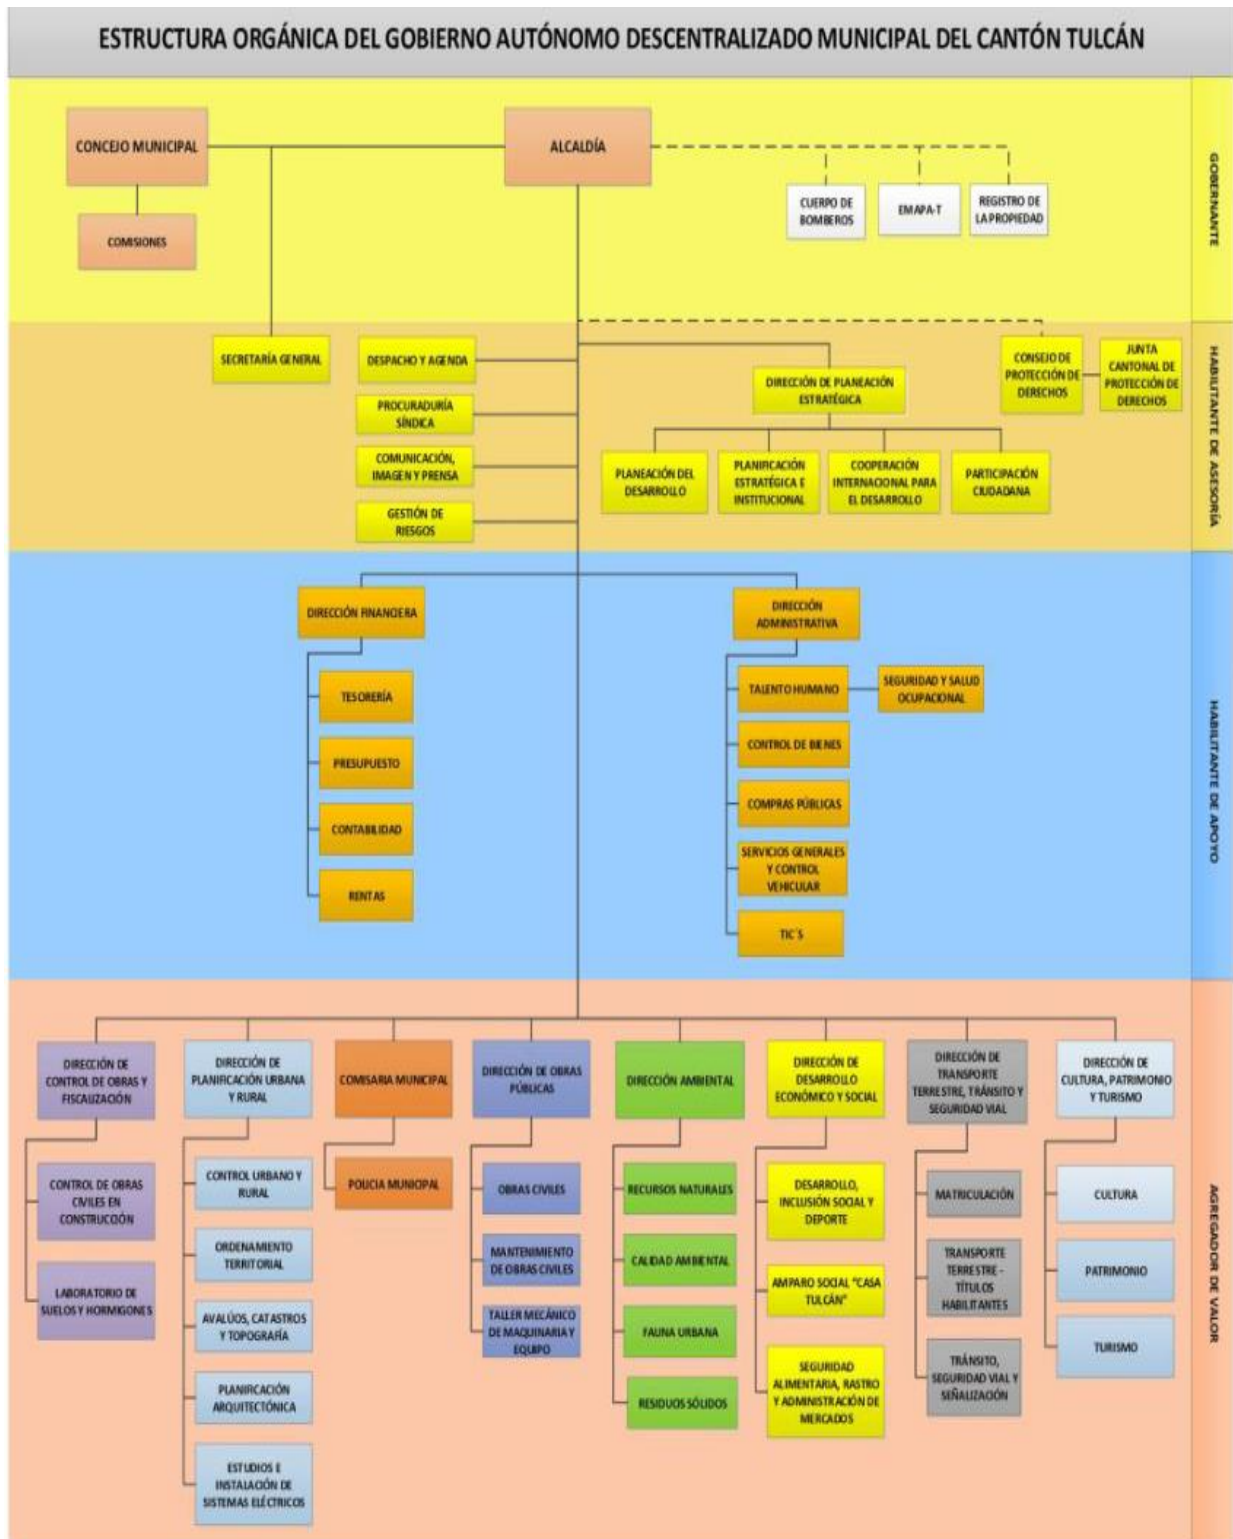 ESTRUCTURA ORGÁNICA DEL GOBIERNO AUTÓNOMO DESCENTRALIZADO MUNICIPAL DEL CANTÓN TULCÁN
CONCEJO MUNICIPAL
ALCALDÍA
COMISIONES
CUERPO DE
BOMBEROS
EMAPA-T
REGISTRO DE
LA PROPIEDAD
GOBERNANTE
SECRETARÍA GENERAL
DESPACHO Y AGENDA
PROCURADURÍA
SÍNDICA
COMUNICACIÓN,
IMAGEN Y PRENSA
GESTIÓN DE
RIESGOS
DIRECCIÓN DE PLANEACIÓN
ESTRATÉGICA
CONSEJO DE
PROTECCIÓN DE
DERECHOS
JUNTA
CANTONAL DE
PROTECCIÓN DE
DERECHOS
PLANEACIÓN DEL
DESARROLLO
PLANIFICACIÓN
ESTRATÉGICA E
INSTITUCIONAL
COOPERACIÓN
INTERNACIONAL PARA
EL DESARROLLO
PARTICIPACIÓN
CIUDADANA
HABILITANTE DE ASESORÍA
DIRECCIÓN FINANCIERA
TESORERÍA
PRESUPUESTO
CONTABILIDAD
RENTAS
DIRECCIÓN
ADMINISTRATIVA
TALENTO HUMANO
SEGURIDAD Y SALUD
OCUPACIONAL
CONTROL DE BIENES
COMPRAS PÚBLICAS
SERVICIOS GENERALES
Y CONTROL
VEHICULAR
TIC´S
HABILITANTE DE APOYO
DIRECCIÓN DE
CONTROL DE OBRAS Y
FISCALIZACIÓN
CONTROL DE OBRAS
CIVILES EN
CONSTRUCCIÓN
LABORATORIO DE
SUELOS Y HORMIGONES
DIRECCIÓN DE
PLANIFICACIÓN URBANA
Y RURAL
CONTROL URBANO Y
RURAL
ORDENAMIENTO
TERRITORIAL
AVALÚOS, CATASTROS
Y TOPOGRAFÍA
PLANIFICACIÓN
ARQUITECTÓNICA
ESTUDIOS E
INSTALACIÓN DE
SISTEMAS ELÉCTRICOS
COMISARIA MUNICIPAL
POLICIA MUNICIPAL
DIRECCIÓN DE OBRAS
PÚBLICAS
OBRAS CIVILES
MANTENIMIENTO
DE OBRAS CIVILES
TALLER MECÁNICO
DE MAQUINARIA Y
EQUIPO
DIRECCIÓN AMBIENTAL
RECURSOS NATURALES
CALIDAD AMBIENTAL
FAUNA URBANA
RESIDUOS SÓLIDOS
DIRECCIÓN DE
DESARROLLO
ECONÓMICO Y SOCIAL
DESARROLLO,
INCLUSIÓN SOCIAL Y
DEPORTE
AMPARO SOCIAL "CASA
TULCÁN"
SEGURIDAD
ALIMENTARIA, RASTRO
Y ADMINISTRACIÓN DE
MERCADOS
DIRECCIÓN DE
TRANSPORTE
TERRESTRE, TRÁNSITO Y
SEGURIDAD VIAL
MATRICULACIÓN
TRANSPORTE
TERRESTRE -
TÍTULOS
HABILITANTES
TRÁNSITO,
SEGURIDAD VIAL Y
SEÑALIZACIÓN
DIRECCIÓN DE
CULTURA, PATRIMONIO
Y TURISMO
CULTURA
PATRIMONIO
TURISMO
AGREGADOR DE VALOR